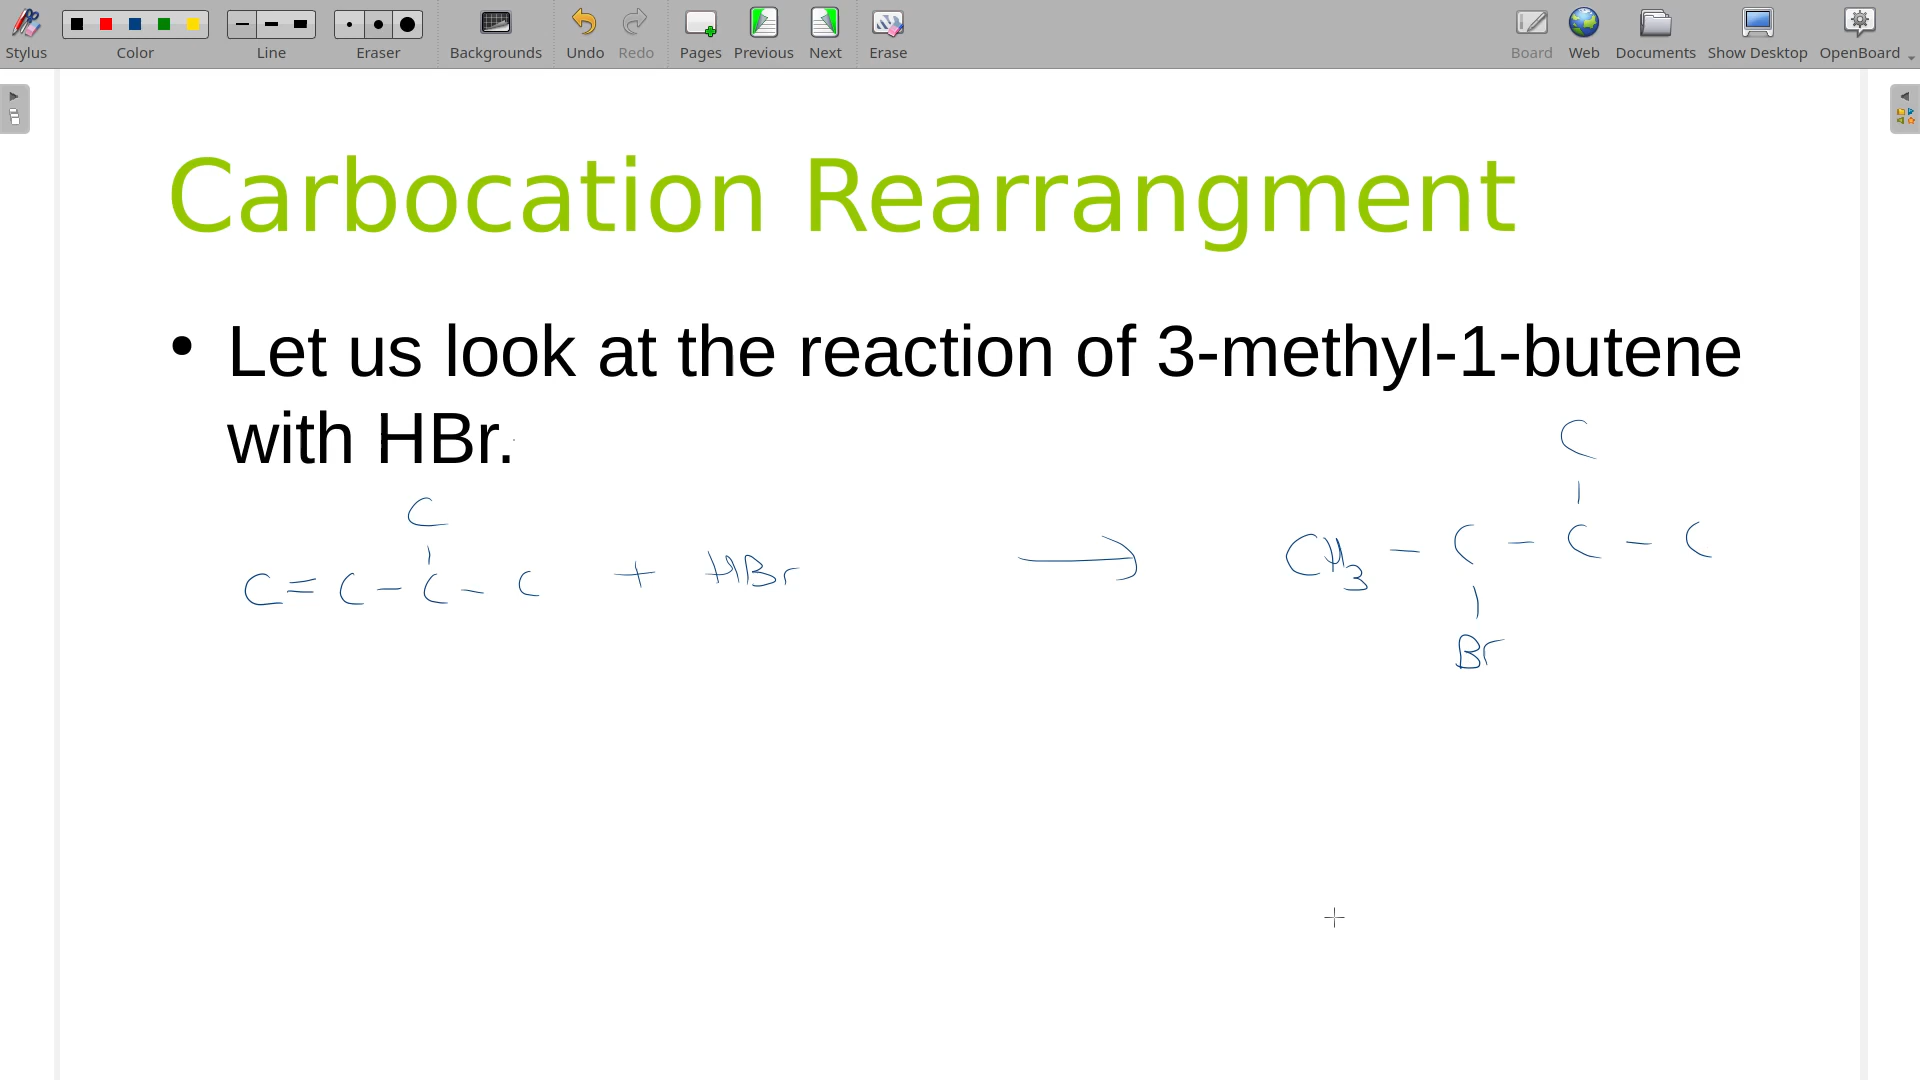 Stylus Color Line Eraser Backgrounds Undo Redo Pages Previous Next Erase Board Web Documents Show Desktop OpenBoard
Carbocation Rearrangment
• Let us look at the reaction of 3-methyl-1-butene
with HBr.
C
C
C = C - C - C + HBr → CH3 - C - C - C
Br